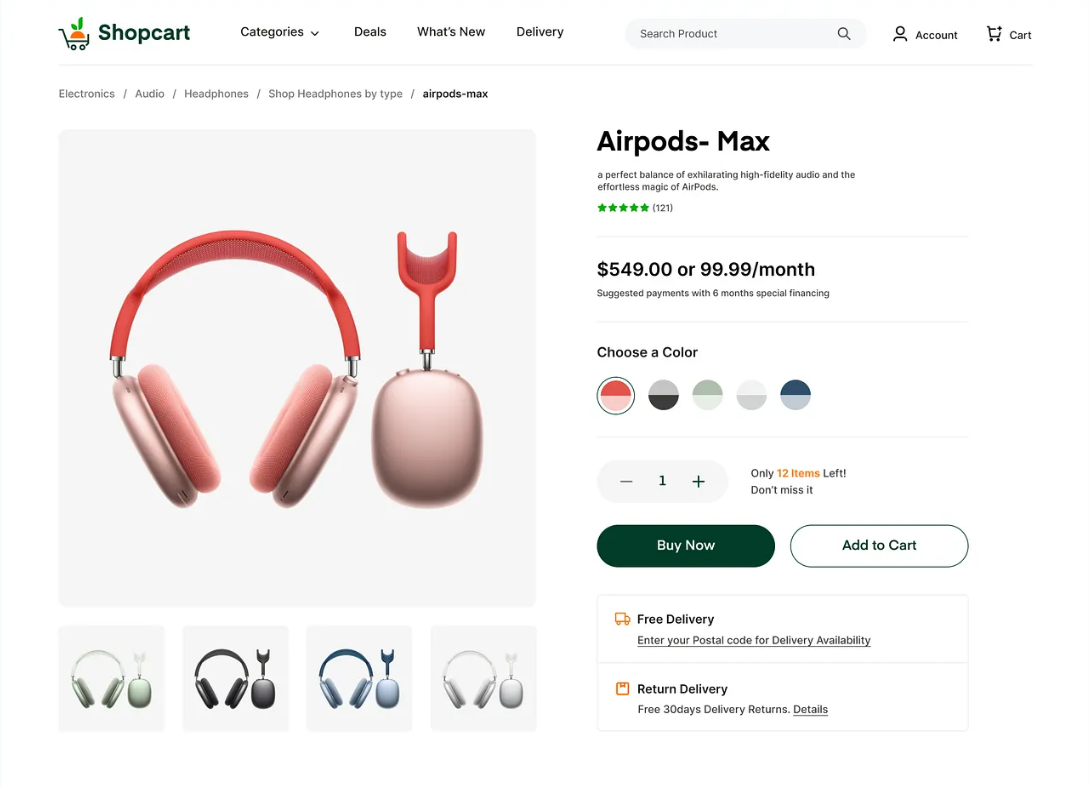 Shopcart
Categories
Deals
What's New
Delivery
Search Product
Account
Cart
Electronics / Audio / Headphones / Shop Headphones by type / airpods-max
Airpods- Max
a perfect balance of exhilarating high-fidelity audio and the
effortless magic of AirPods.
(121)
$549.00 or 99.99/month
Suggested payments with 6 months special financing
Choose a Color
1
Only 12 Items Left!
Don't miss it
Buy Now
Add to Cart
Free Delivery
Enter your Postal code for Delivery Availability
Return Delivery
Free 30days Delivery Returns. Details